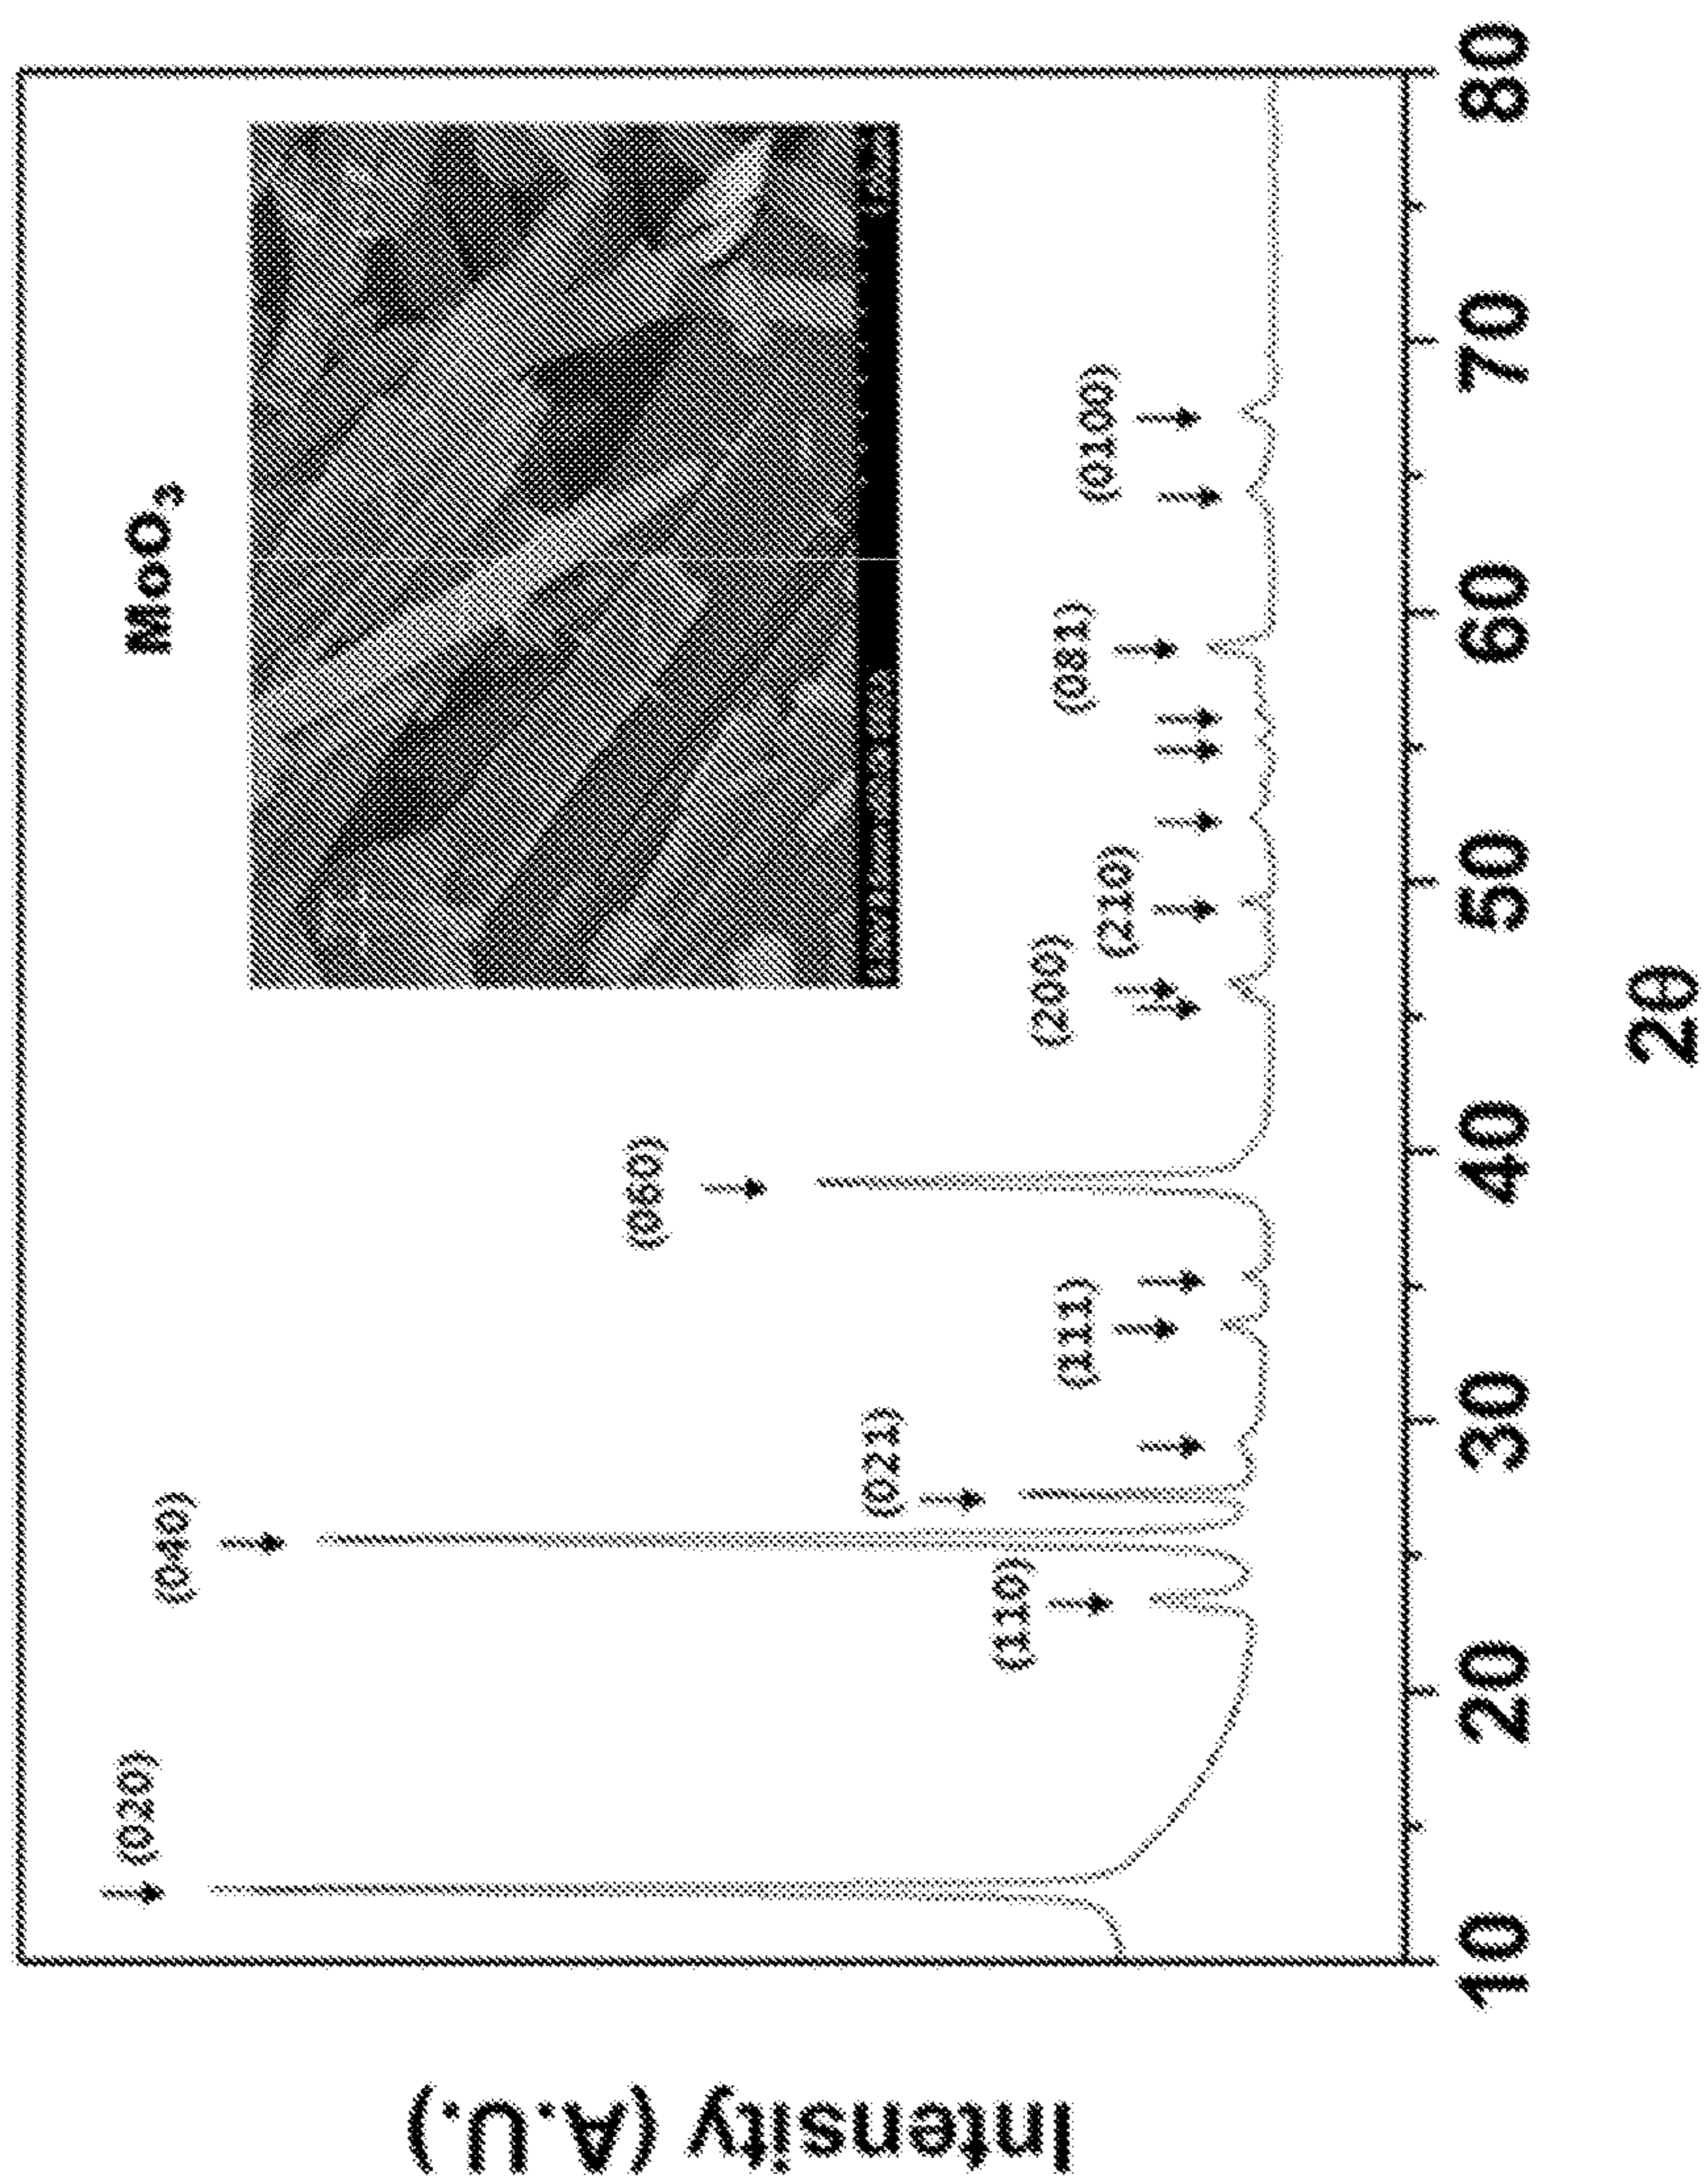 MoO3
(020)
(040)
(060)
(021)
(110)
(111)
(200)
(210)
(081)
(0100)
Intensity (A.U.)
10 20 30 40 50 60 70 80
2θ